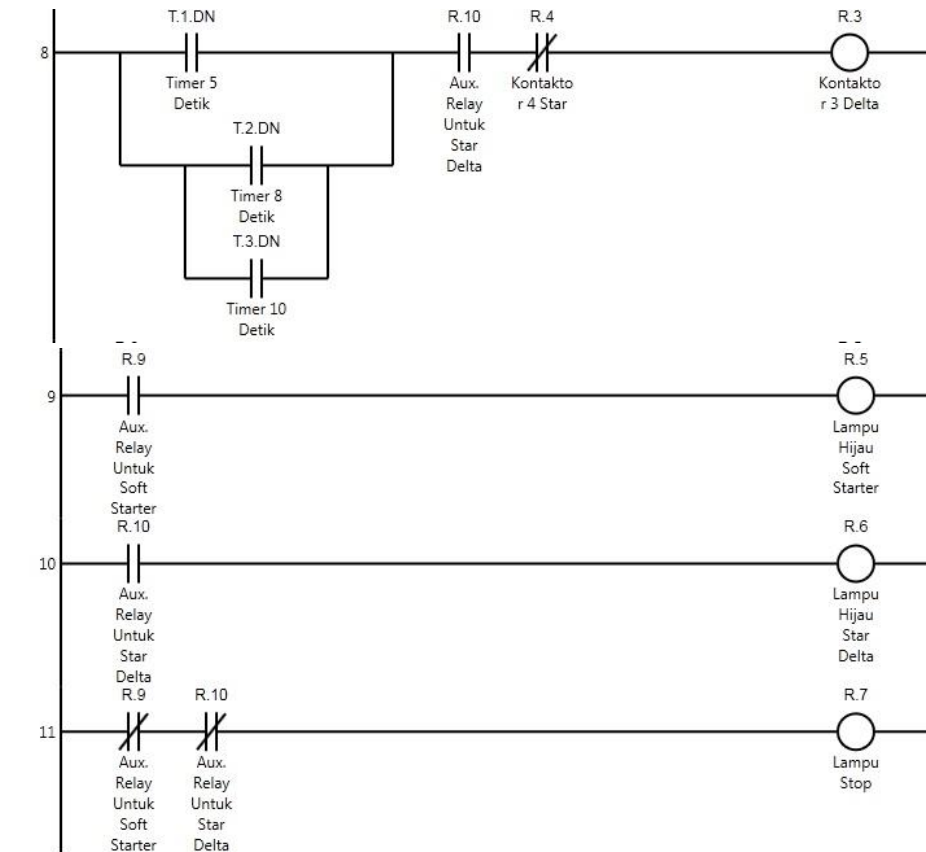 T.1.DN R.10 R.4 R.3
8
Timer 5
Detik
Aux.
Relay
Untuk
Star
Delta
Kontakto
r 4 Star
Kontakto
r 3 Delta
T.2.DN
Timer 8
Detik
T.3.DN
Timer 10
Detik
R.9 R.5
9
Aux.
Relay
Untuk
Soft
Starter
Lampu
Hijau
Soft
Starter
R.10 R.6
10
Aux.
Relay
Untuk
Star
Delta
Lampu
Hijau
Star
Delta
R.9 R.10 R.7
11
Aux.
Relay
Untuk
Soft
Starter
Aux.
Relay
Untuk
Star
Delta
Lampu
Stop